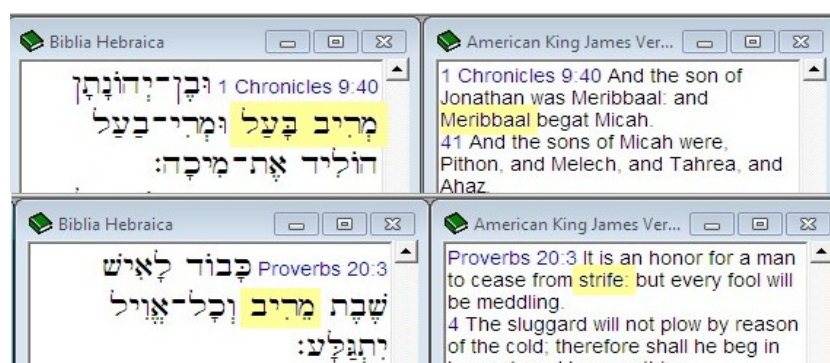 Biblia Hebraica
1 Chronicles 9:40 וּבֶן־יְהוֹנָתָן
מְרִיב בָּעַל וּמְרִי־בַעַל
הוֹלִיד אֶת־מִיכָה׃
American King James Ver...
1 Chronicles 9:40 And the son of
Jonathan was Meribbaal: and
Meribbaal begat Micah.
41 And the sons of Micah were,
Pithon, and Melech, and Tahrea, and
Ahaz.
Biblia Hebraica
Proverbs 20:3 כָּבוֹד לָאִישׁ
שֶׁבֶת מֵרִיב וְכָל־אֱוִיל
יִתְגַּלָּע׃
American King James Ver...
Proverbs 20:3 It is an honor for a man
to cease from strife: but every fool will
be meddling.
4 The sluggard will not plow by reason
of the cold; therefore shall he beg in